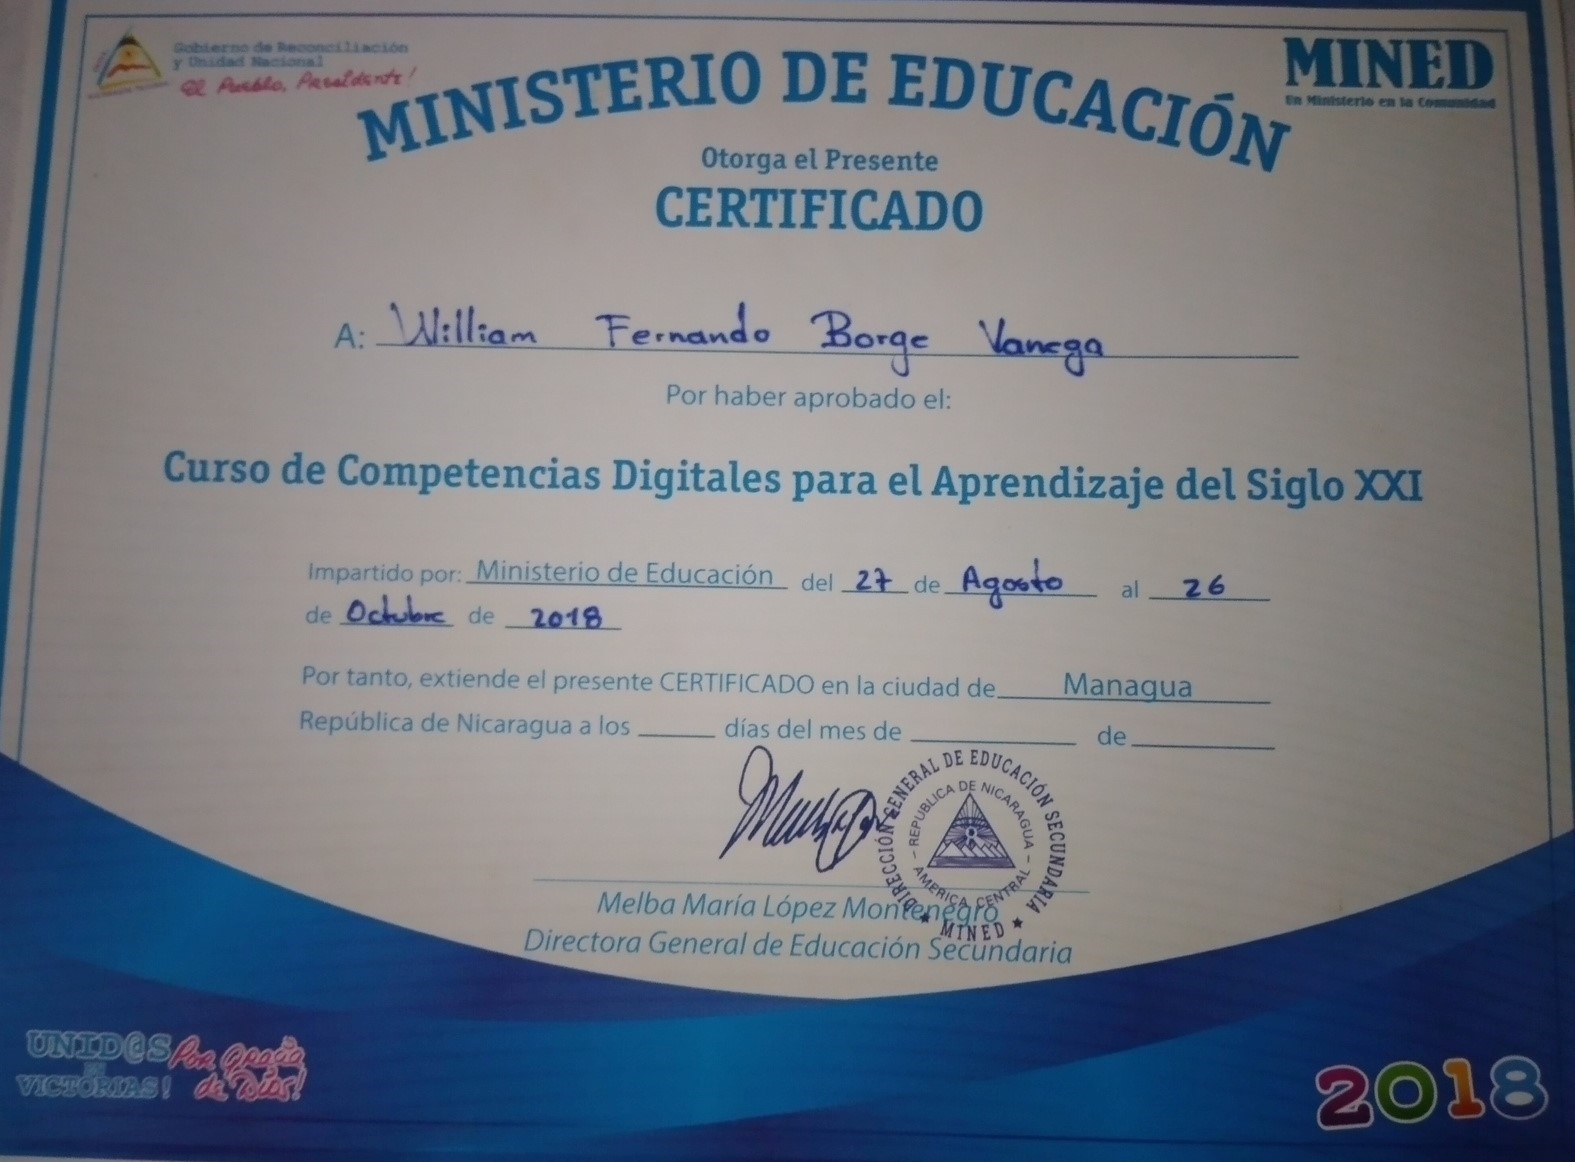 Gobierno de Reconciliación
y Unidad Nacional
El Pueblo, Presidente!
MINED
Un Ministerio en la Comunidad
MINISTERIO DE EDUCACIÓN
Otorga el Presente
CERTIFICADO
A: William Fernando Borge Vanega
Por haber aprobado el:
Curso de Competencias Digitales para el Aprendizaje del Siglo XXI
Impartido por: Ministerio de Educación del 27 de Agosto al 26
de Octubre de 2018
Por tanto, extiende el presente CERTIFICADO en la ciudad de Managua
República de Nicaragua a los ______ días del mes de ____________ de ____________
DIRECCIÓN GENERAL DE EDUCACIÓN SECUNDARIA
REPUBLICA DE NICARAGUA
AMERICA CENTRAL
★ MINED ★
Melba María López Montenegro
Directora General de Educación Secundaria
UNID@S Por Gracia
EN
VICTORIAS! de Dios!
2018